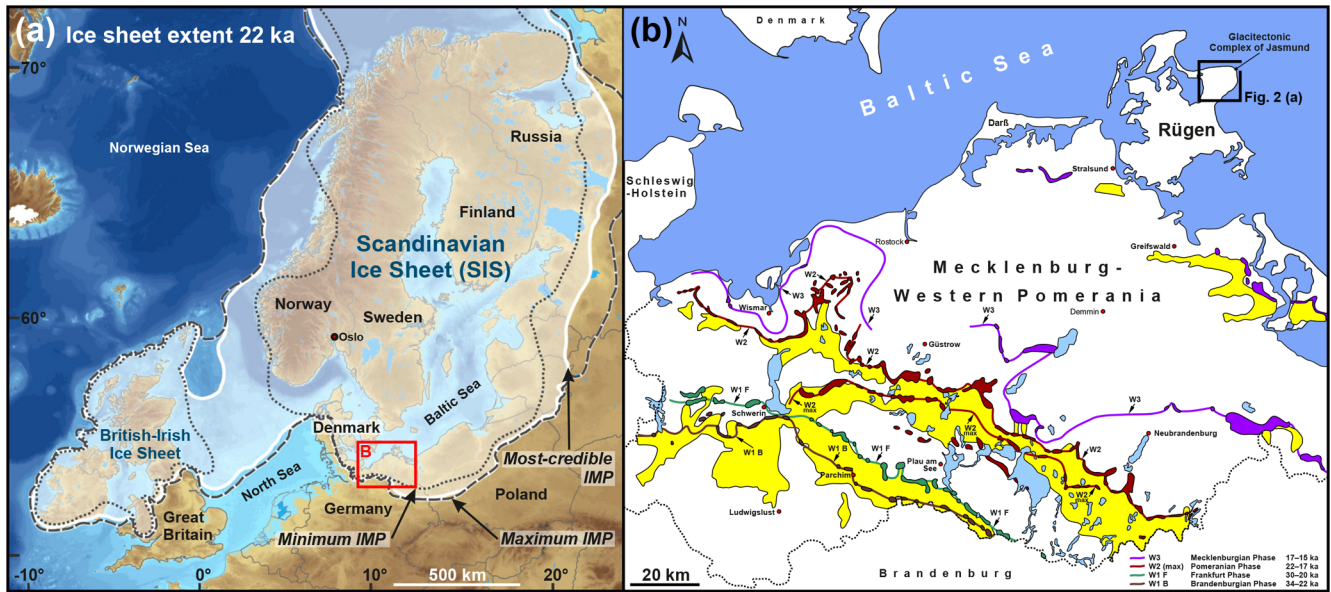 (a) Ice sheet extent 22 ka
70°
Norwegian Sea
Russia
Finland
Scandinavian
Ice Sheet (SIS)
60°
Norway
Sweden
Oslo
Baltic Sea
British-Irish
Ice Sheet
Denmark
B
North Sea
Most-credible
IMP
Poland
Great
Britain
Germany
Minimum IMP
Maximum IMP
-10°
0°
10°
500 km
20°
(b)
N
Denmark
Baltic Sea
Glacitectonic
Complex of Jasmund
Fig. 2 (a)
Rügen
Darß
Stralsund
Schleswig
-Holstein
Rostock
Greifswald
Mecklenburg-
Western Pomerania
W2
W3
Wismar
W3
W2
Demmin
W3
Güstrow
W2
W1 F
Schwerin
W2
max
W3
W2
max
Neubrandenburg
W1 B
W1 B
W1 F
Plau am
See
W2
Parchim
W2
max
Ludwigslust
W1 F
Brandenburg
20 km
W3 Mecklenburgian Phase 17–15 ka
W2 (max) Pomeranian Phase 22–17 ka
W1 F Frankfurt Phase 30–20 ka
W1 B Brandenburgian Phase 34–22 ka